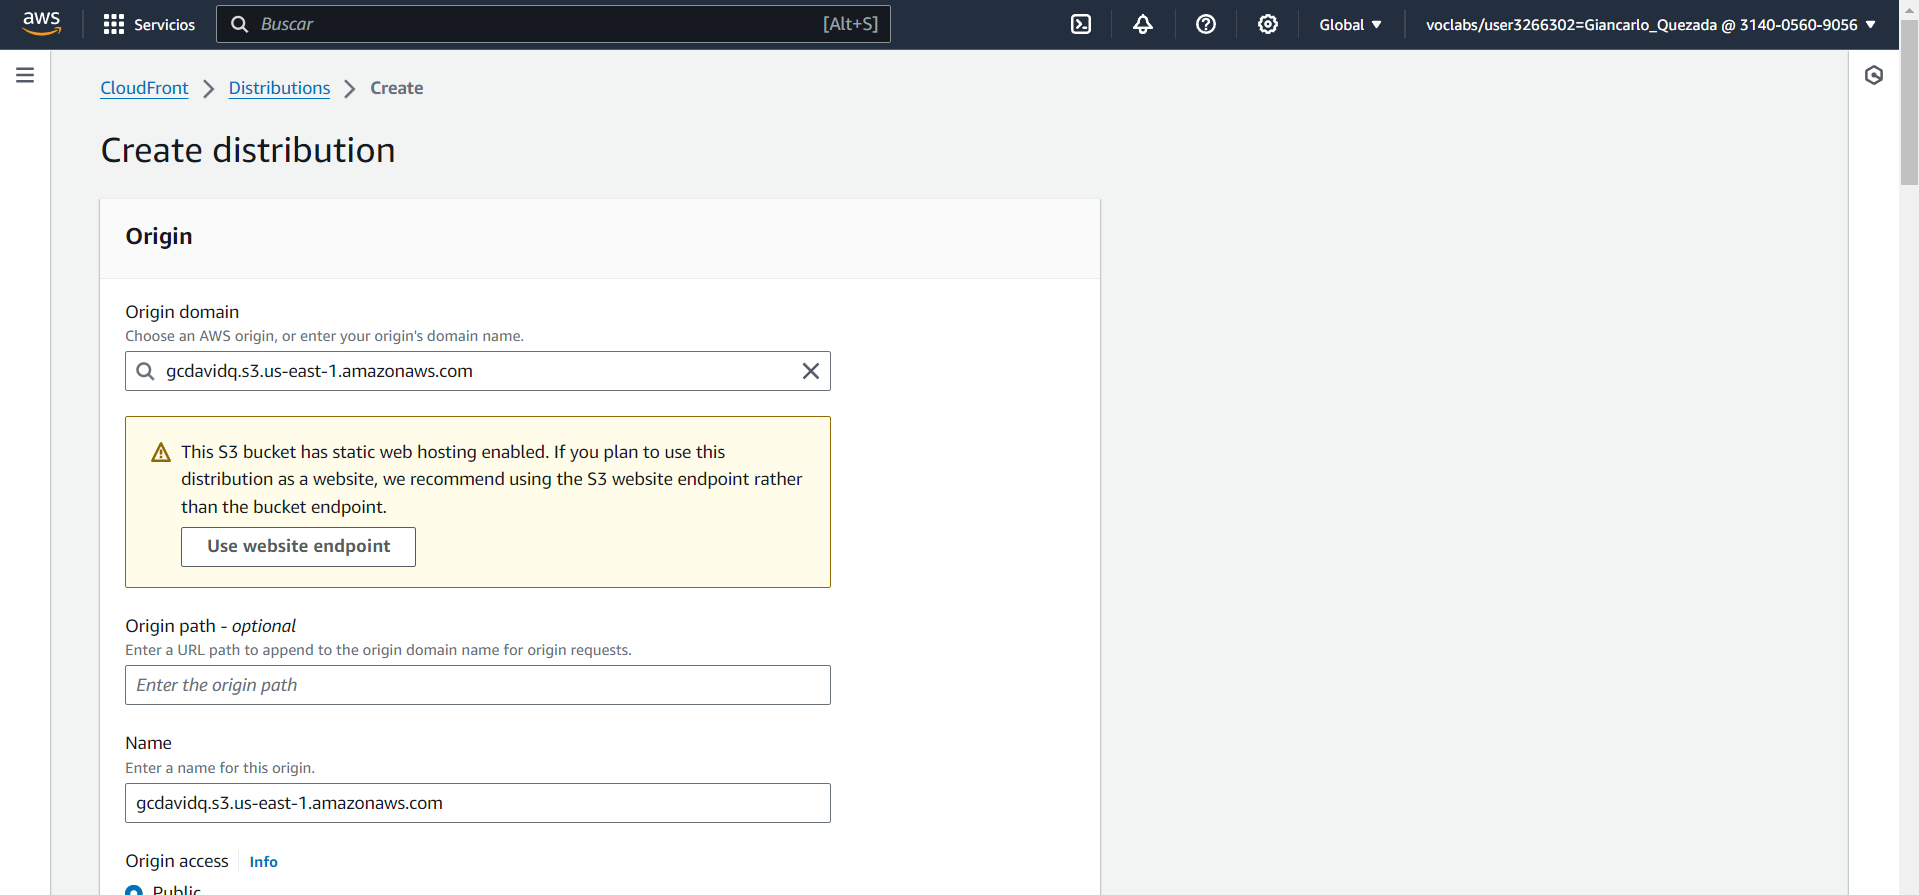 aws
Servicios
Buscar
[Alt+S]
Global
voclabs/user3266302=Giancarlo_Quezada @ 3140-0560-9056
CloudFront
Distributions
Create
Create distribution
Origin
Origin domain
Choose an AWS origin, or enter your origin's domain name.
gcdavidq.s3.us-east-1.amazonaws.com
This S3 bucket has static web hosting enabled. If you plan to use this
distribution as a website, we recommend using the S3 website endpoint rather
than the bucket endpoint.
Use website endpoint
Origin path - optional
Enter a URL path to append to the origin domain name for origin requests.
Enter the origin path
Name
Enter a name for this origin.
gcdavidq.s3.us-east-1.amazonaws.com
Origin access
Info
Public